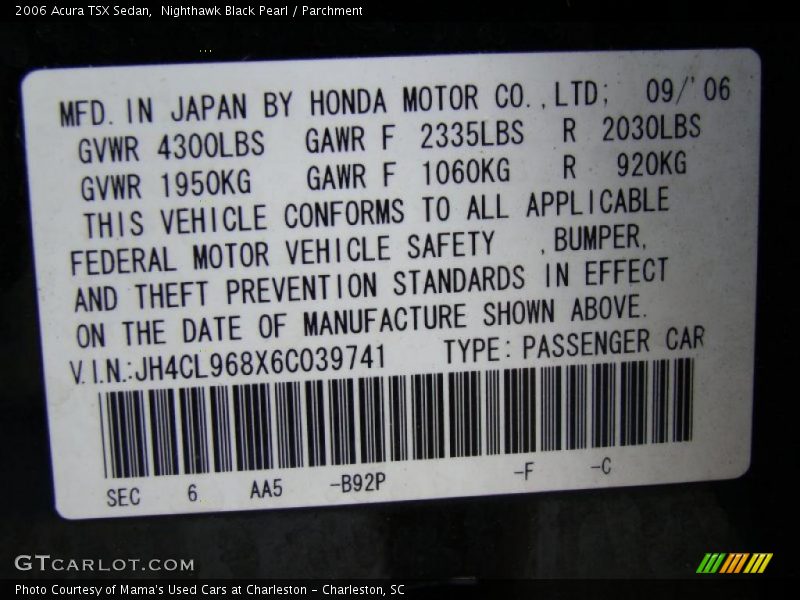 2006 Acura TSX Sedan,  Nighthawk Black Pearl / Parchment
MFD. IN JAPAN BY HONDA MOTOR CO.,LTD; 09/'06
GVWR 4300LBS GAWR F 2335LBS R 2030LBS
GVWR 1950KG GAWR F 1060KG R 920KG
THIS VEHICLE CONFORMS TO ALL APPLICABLE
FEDERAL MOTOR VEHICLE SAFETY ,BUMPER,
AND THEFT PREVENTION STANDARDS IN EFFECT
ON THE DATE OF MANUFACTURE SHOWN ABOVE.
V.I.N.:JH4CL968X6C039741 TYPE: PASSENGER CAR
SEC 6 AA5 -B92P -F -C
GTCARLOT.COM
Photo Courtesy of Mama's Used Cars at Charleston - Charleston, SC